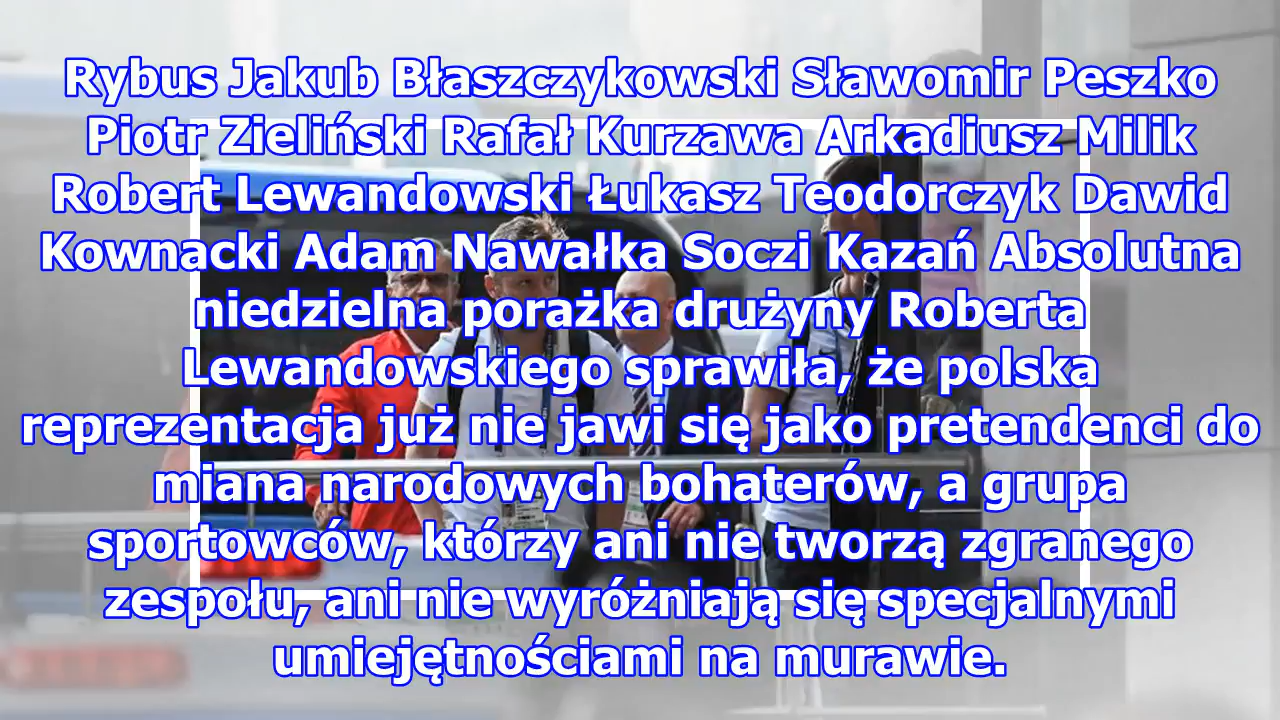 Rybus Jakub Błaszczykowski Sławomir Peszko
Piotr Zieliński Rafał Kurzawa Arkadiusz Milik
Robert Lewandowski Łukasz Teodorczyk Dawid
Kownacki Adam Nawałka Soczi Kazań Absolutna
niedzielna porażka drużyny Roberta
Lewandowskiego sprawiła, że polska
reprezentacja już nie jawi się jako pretendenci do
miana narodowych bohaterów, a grupa
sportowców, którzy ani nie tworzą zgranego
zespołu, ani nie wyróżniają się specjalnymi
umiejętnościami na murawie.